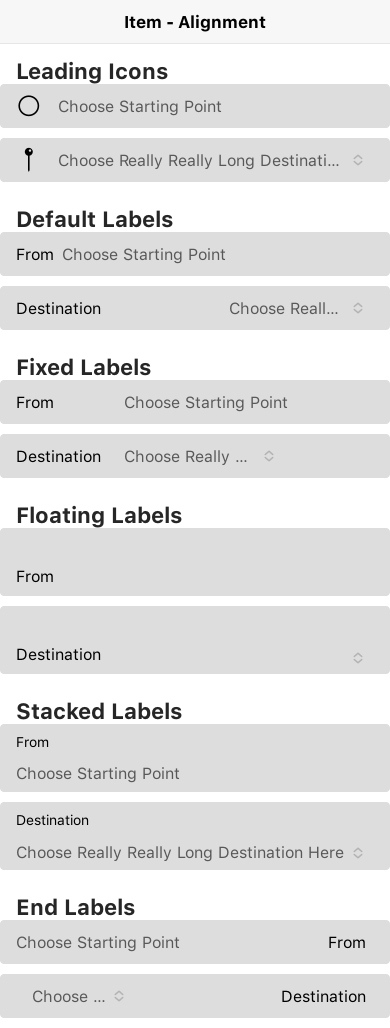 Item - Alignment
Leading Icons
Choose Starting Point
Choose Really Really Long Destinati...
Default Labels
From Choose Starting Point
Destination Choose Reall...
Fixed Labels
From Choose Starting Point
Destination Choose Really ...
Floating Labels
From
Destination
Stacked Labels
From
Choose Starting Point
Destination
Choose Really Really Long Destination Here
End Labels
Choose Starting Point From
Choose ... Destination